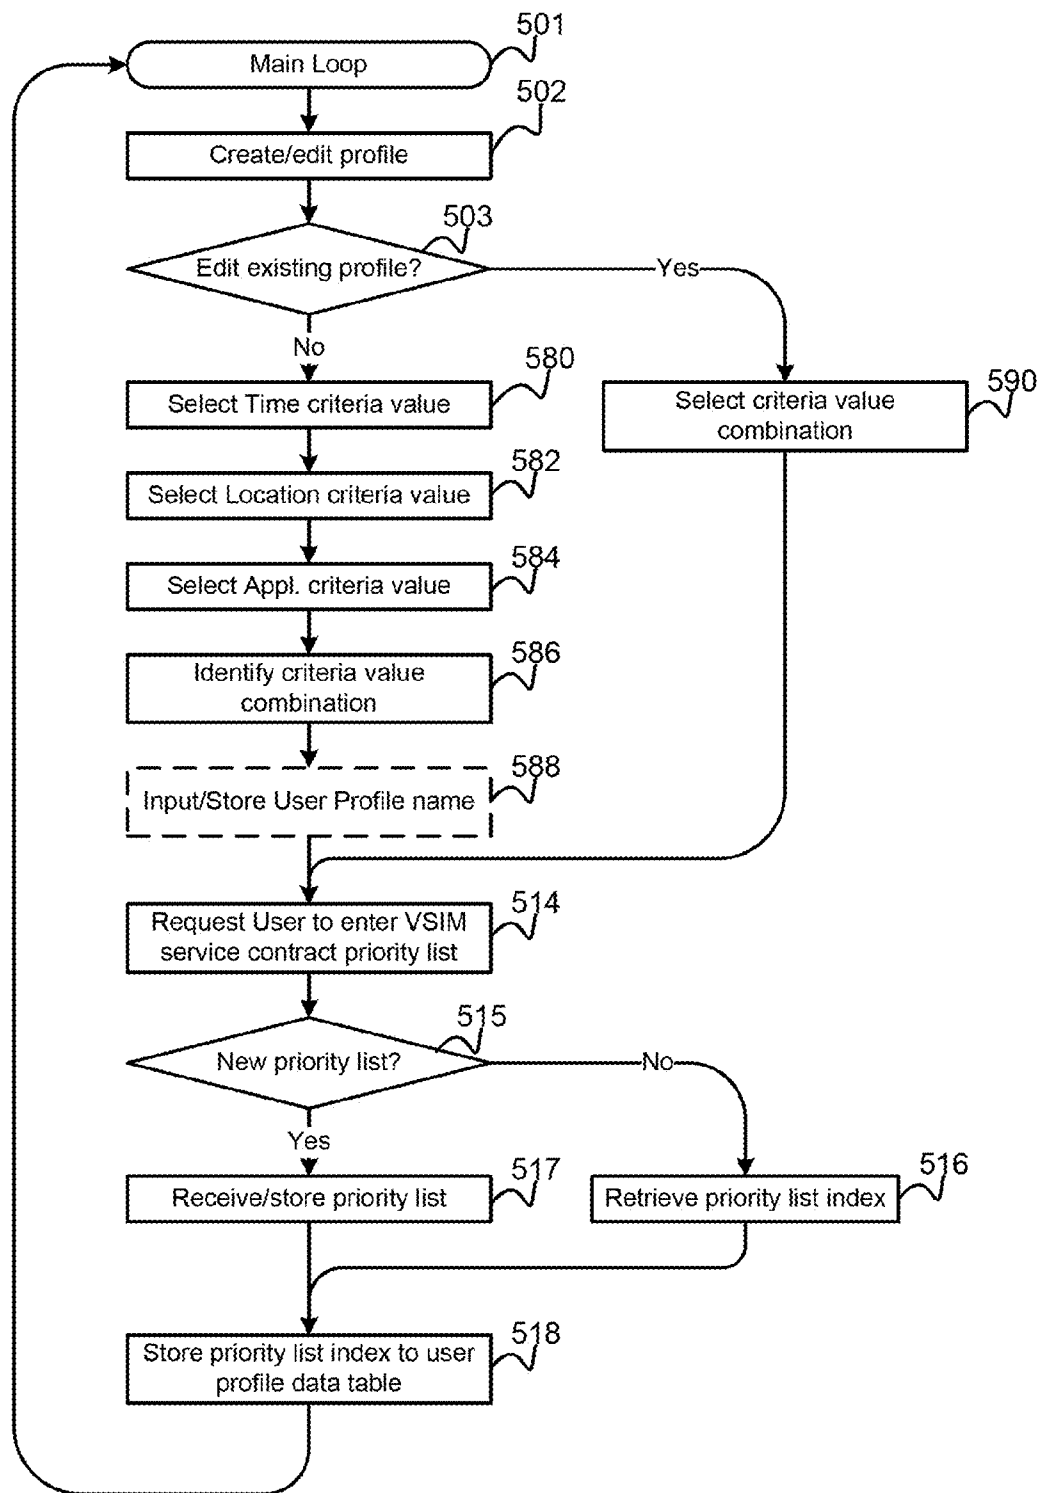 501
Main Loop
502
Create/edit profile
503
Edit existing profile?
Yes
No
580
Select Time criteria value
590
Select criteria value
combination
582
Select Location criteria value
584
Select Appl. criteria value
586
Identify criteria value
combination
588
Input/Store User Profile name
514
Request User to enter VSIM
service contract priority list
515
New priority list?
No
Yes
517
Receive/store priority list
516
Retrieve priority list index
518
Store priority list index to user
profile data table